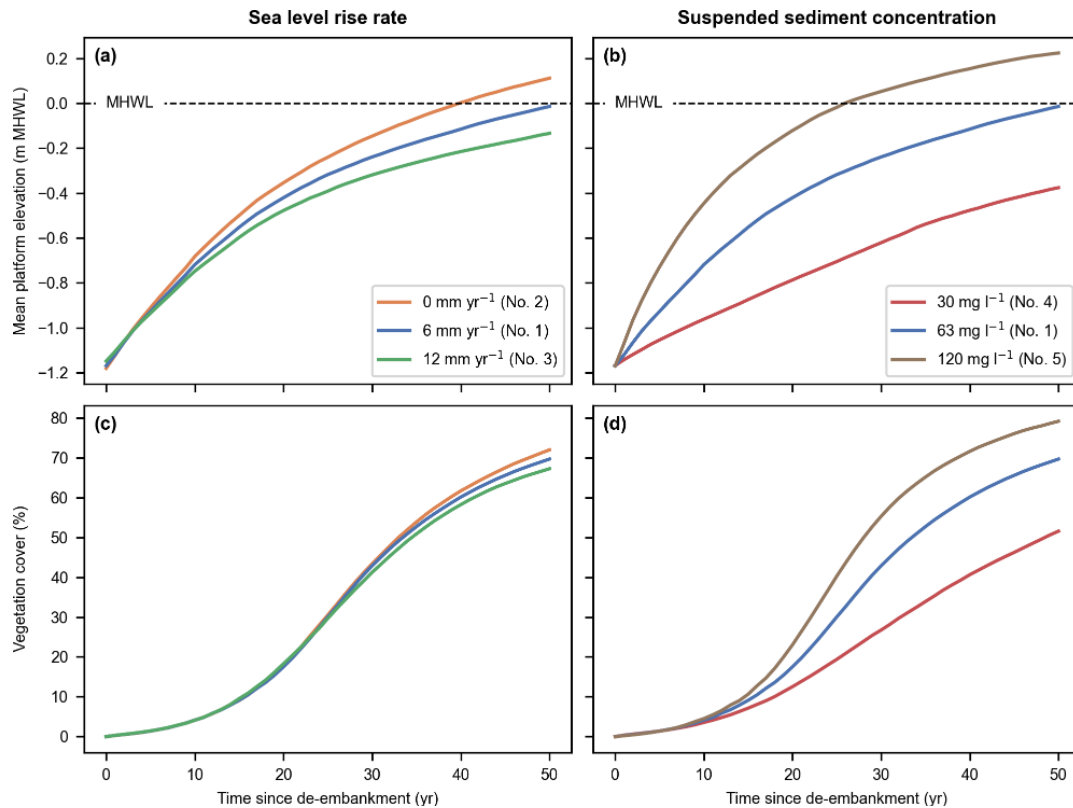 Sea level rise rate
Suspended sediment concentration
(a)
(b)
0.2
0.0
−0.2
−0.4
−0.6
−0.8
−1.0
−1.2
Mean platform elevation (m MHWL)
MHWL
MHWL
0 mm yr⁻¹ (No. 2)
6 mm yr⁻¹ (No. 1)
12 mm yr⁻¹ (No. 3)
30 mg l⁻¹ (No. 4)
63 mg l⁻¹ (No. 1)
120 mg l⁻¹ (No. 5)
(c)
(d)
80
70
60
50
40
30
20
10
0
Vegetation cover (%)
0 10 20 30 40 50
0 10 20 30 40 50
Time since de-embankment (yr)
Time since de-embankment (yr)